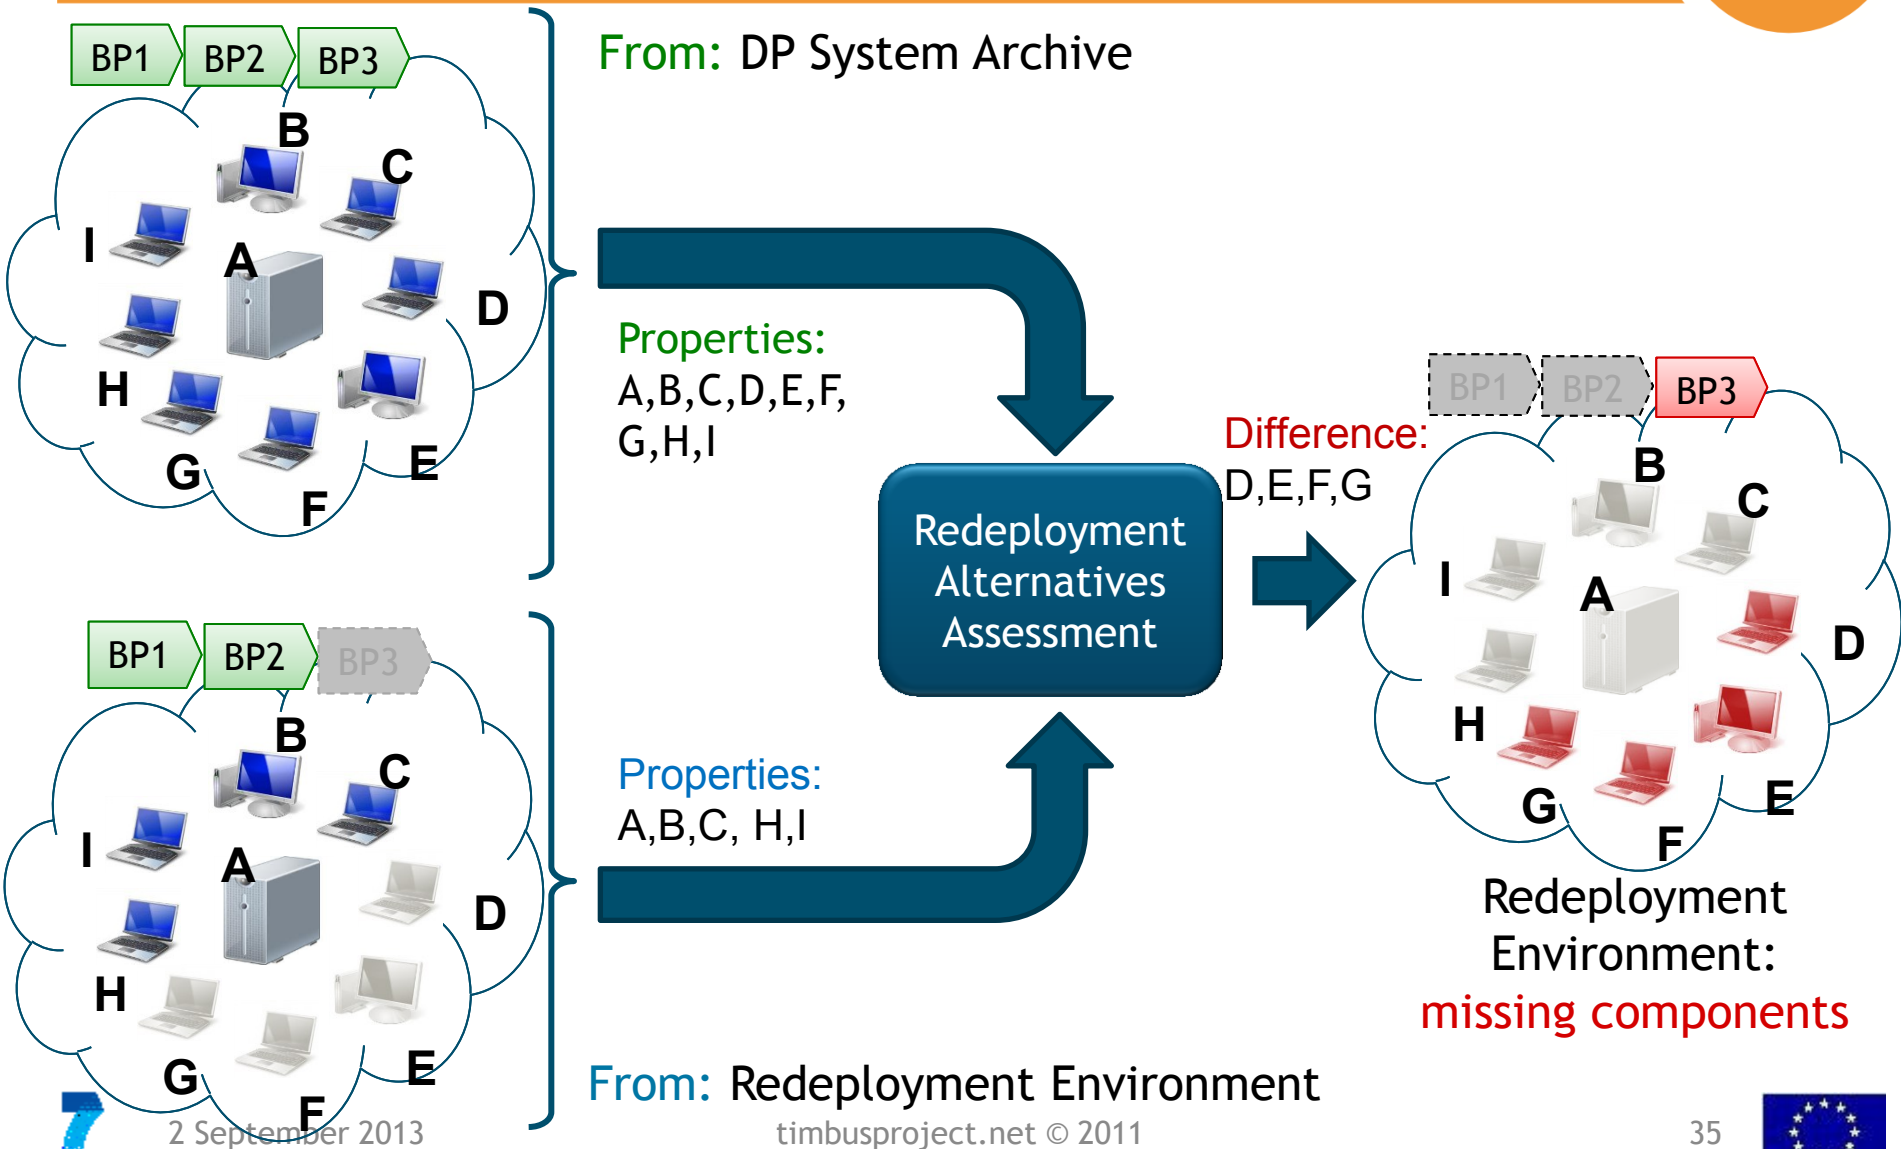 BP1 BP2 BP3
From: DP System Archive
B
C
I
A
D
H
G
E
F
Properties:
A,B,C,D,E,F,
G,H,I
Redeployment
Alternatives
Assessment
Difference:
D,E,F,G
BP1 BP2 BP3
B
C
I
A
D
H
G
E
F
Redeployment
Environment:
missing components
BP1 BP2 BP3
B
C
I
A
D
H
G
E
F
Properties:
A,B,C, H,I
From: Redeployment Environment
7
2 September 2013
timbusproject.net © 2011
35